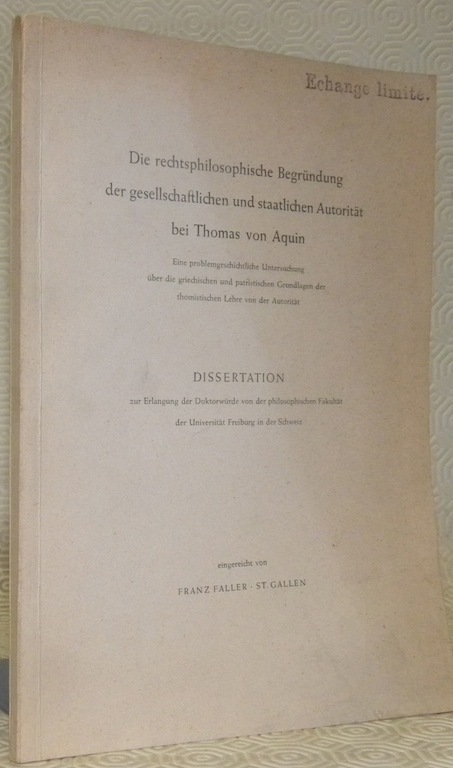 Echange limite.
Die rechtsphilosophische Begründung
der gesellschaftlichen und staatlichen Autorität
bei Thomas von Aquin
Eine problemgeschichtliche Untersuchung
über die griechischen und patristischen Grundlagen der
thomistischen Lehre von der Autorität
DISSERTATION
zur Erlangung der Doktorwürde von der philosophischen Fakultät
der Universität Freiburg in der Schweiz
eingereicht von
FRANZ FALLER - ST. GALLEN